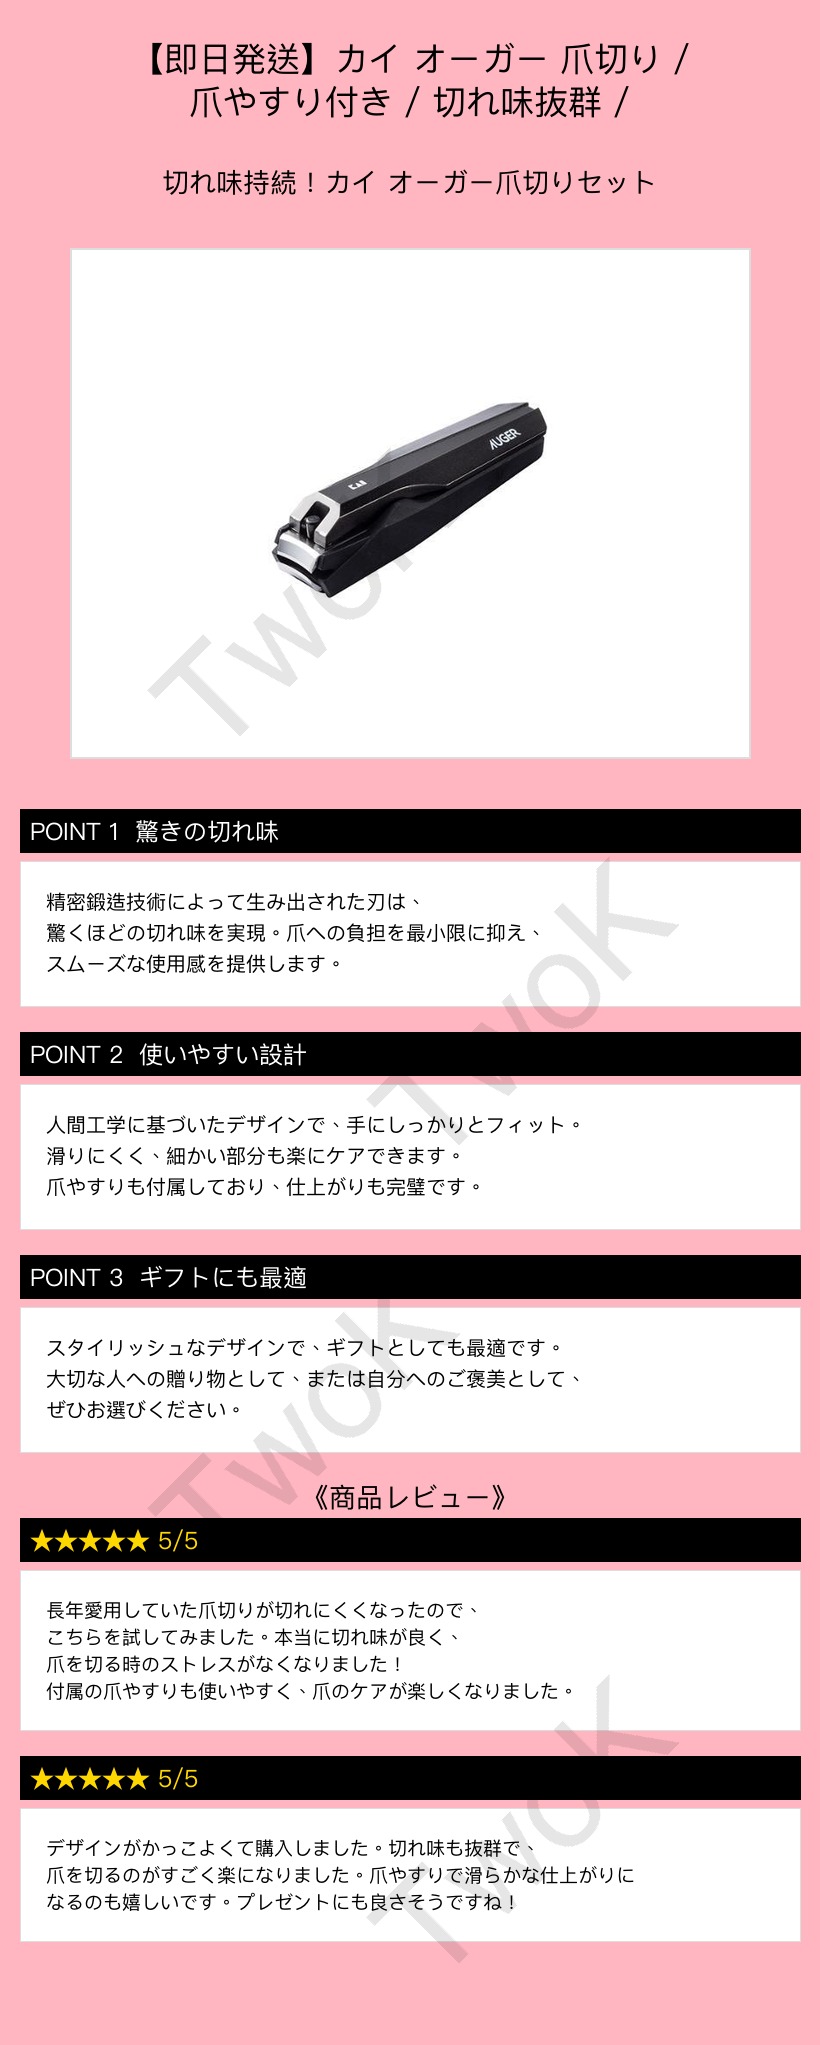 【即日発送】カイ オーガー 爪切り /
爪やすり付き / 切れ味抜群 /
切れ味持続！カイ オーガー爪切りセット
AUGER
KAI
TwoK
POINT 1 驚きの切れ味
精密鍛造技術によって生み出された刃は、
驚くほどの切れ味を実現。爪への負担を最小限に抑え、
スムーズな使用感を提供します。
TwoK
POINT 2 使いやすい設計
人間工学に基づいたデザインで、手にしっかりとフィット。
滑りにくく、細かい部分も楽にケアできます。
爪やすりも付属しており、仕上がりも完璧です。
POINT 3 ギフトにも最適
スタイリッシュなデザインで、ギフトとしても最適です。
大切な人への贈り物として、または自分へのご褒美として、
ぜひお選びください。
TwoK
《商品レビュー》
★★★★★ 5/5
長年愛用していた爪切りが切れにくくなったので、
こちらを試してみました。本当に切れ味が良く、
爪を切る時のストレスがなくなりました！
付属の爪やすりも使いやすく、爪のケアが楽しくなりました。
★★★★★ 5/5
デザインがかっこよくて購入しました。切れ味も抜群で、
爪を切るのがすごく楽になりました。爪やすりで滑らかな仕上がりに
なるのも嬉しいです。プレゼントにも良さそうですね！
TwoK